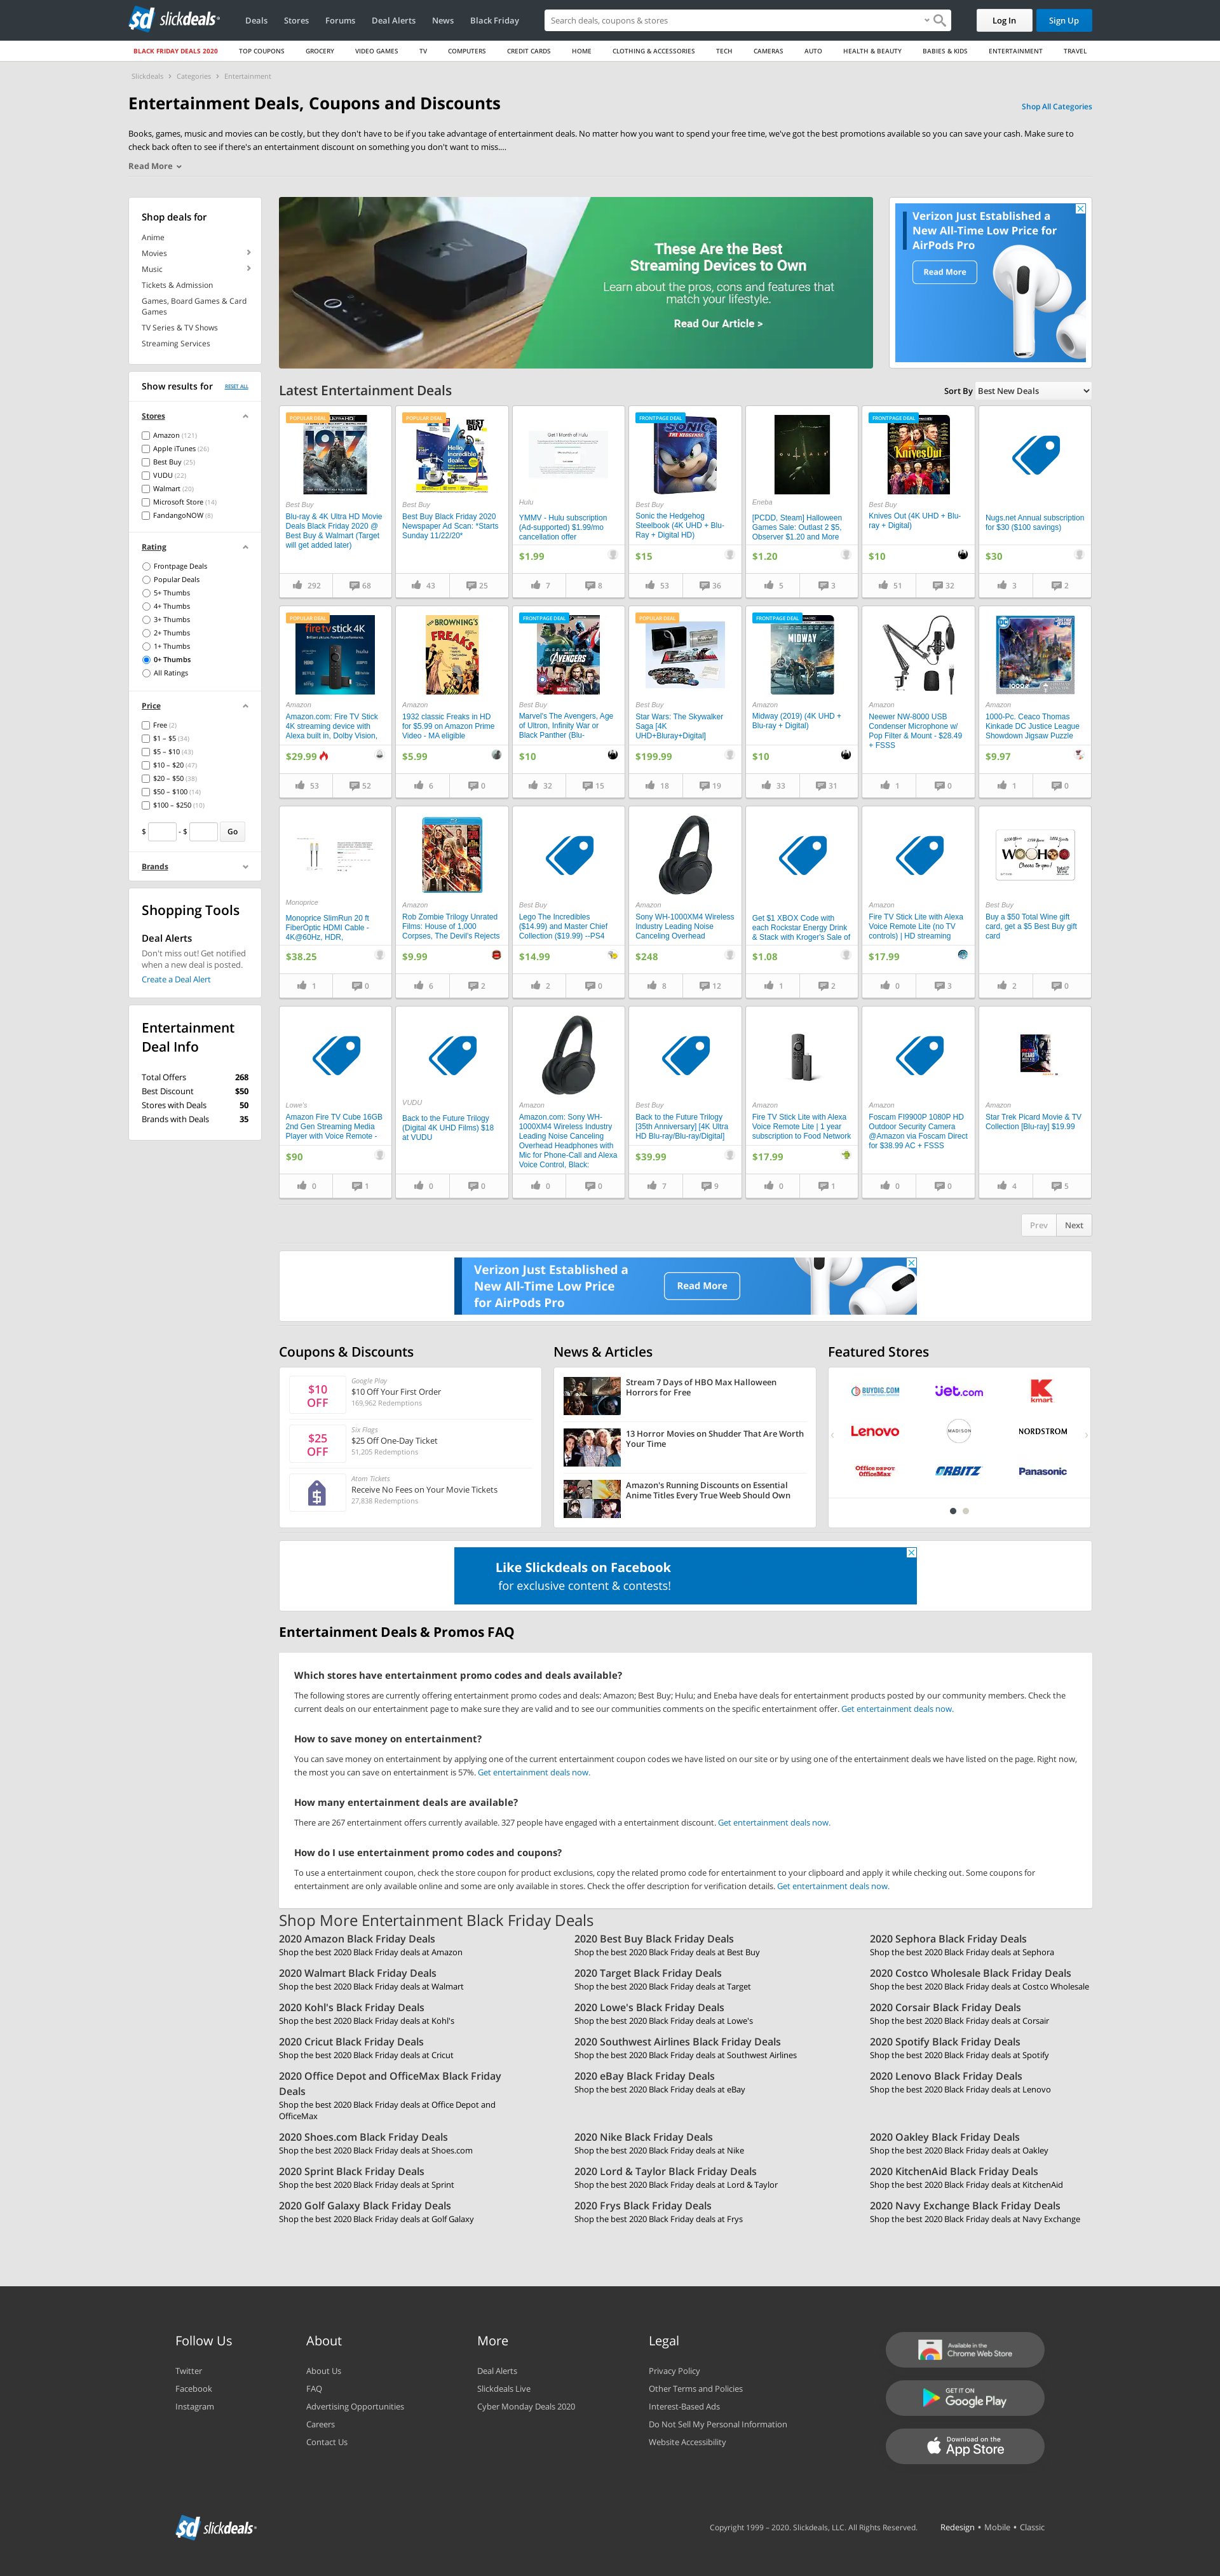 slickdeals
Deals
Stores
Forums
Deal Alerts
News
Black Friday
Search deals, coupons & stores
Log In
Sign Up
BLACK FRIDAY DEALS 2020
TOP COUPONS
GROCERY
VIDEO GAMES
TV
COMPUTERS
CREDIT CARDS
HOME
CLOTHING & ACCESSORIES
TECH
CAMERAS
AUTO
HEALTH & BEAUTY
BABIES & KIDS
ENTERTAINMENT
TRAVEL
Slickdeals › Categories › Entertainment
Entertainment Deals, Coupons and Discounts
Shop All Categories
Books, games, music and movies can be costly, but they don't have to be if you take advantage of entertainment deals. No matter how you want to spend your free time, we've got the best promotions available so you can save your cash. Make sure to
check back often to see if there's an entertainment discount on something you don't want to miss....
Read More
Shop deals for
Anime
Movies
Music
Tickets & Admission
Games, Board Games & Card
Games
TV Series & TV Shows
Streaming Services
Show results for
RESET ALL
Stores
Amazon (121)
Apple iTunes (26)
Best Buy (25)
VUDU (22)
Walmart (20)
Microsoft Store (14)
FandangoNOW (8)
Rating
Frontpage Deals
Popular Deals
5+ Thumbs
4+ Thumbs
3+ Thumbs
2+ Thumbs
1+ Thumbs
0+ Thumbs
All Ratings
Price
Free (2)
$1 – $5 (34)
$5 – $10 (43)
$10 – $20 (47)
$20 – $50 (38)
$50 – $100 (14)
$100 – $250 (10)
$ - $ Go
Brands
Shopping Tools
Deal Alerts
Don't miss out! Get notified
when a new deal is posted.
Create a Deal Alert
Entertainment
Deal Info
Total Offers 268
Best Discount $50
Stores with Deals 50
Brands with Deals 35
These Are the Best
Streaming Devices to Own
Learn about the pros, cons and features that
match your lifestyle.
Read Our Article >
Verizon Just Established a
New All-Time Low Price for
AirPods Pro
Read More
Latest Entertainment Deals
Sort By Best New Deals
POPULAR DEAL
1917
Best Buy
Blu-ray & 4K Ultra HD Movie
Deals Black Friday 2020 @
Best Buy & Walmart (Target
will get added later)
292 68
POPULAR DEAL
Best Buy
Best Buy Black Friday 2020
Newspaper Ad Scan: *Starts
Sunday 11/22/20*
43 25
Hulu
YMMV - Hulu subscription
(Ad-supported) $1.99/mo
cancellation offer
$1.99
7 8
FRONTPAGE DEAL
SONIC
Best Buy
Sonic the Hedgehog
Steelbook (4K UHD + Blu-
Ray + Digital HD)
$15
53 36
Eneba
[PCDD, Steam] Halloween
Games Sale: Outlast 2 $5,
Observer $1.20 and More
$1.20
5 3
FRONTPAGE DEAL
Knives Out
Best Buy
Knives Out (4K UHD + Blu-
ray + Digital)
$10
51 32
Nugs.net Annual subscription
for $30 ($100 savings)
$30
3 2
POPULAR DEAL
fire tv stick 4K
Amazon
Amazon.com: Fire TV Stick
4K streaming device with
Alexa built in, Dolby Vision,
$29.99
53 52
BROWNING'S
FREAKS
Amazon
1932 classic Freaks in HD
for $5.99 on Amazon Prime
Video - MA eligible
$5.99
6 0
FRONTPAGE DEAL
AVENGERS
Best Buy
Marvel's The Avengers, Age
of Ultron, Infinity War or
Black Panther (Blu-
$10
32 15
POPULAR DEAL
Best Buy
Star Wars: The Skywalker
Saga [4K
UHD+Bluray+Digital]
$199.99
18 19
FRONTPAGE DEAL
MIDWAY
Amazon
Midway (2019) (4K UHD +
Blu-ray + Digital)
$10
33 31
Amazon
Neewer NW-8000 USB
Condenser Microphone w/
Pop Filter & Mount - $28.49
+ FSSS
1 0
Amazon
1000-Pc. Ceaco Thomas
Kinkade DC Justice League
Showdown Jigsaw Puzzle
$9.97
1 0
Monoprice
Monoprice SlimRun 20 ft
FiberOptic HDMI Cable -
4K@60Hz, HDR,
$38.25
1 0
Amazon
Rob Zombie Trilogy Unrated
Films: House of 1,000
Corpses, The Devil's Rejects
$9.99
6 2
Best Buy
Lego The Incredibles
($14.99) and Master Chief
Collection ($19.99) --PS4
$14.99
2 0
Amazon
Sony WH-1000XM4 Wireless
Industry Leading Noise
Canceling Overhead
$248
8 12
Get $1 XBOX Code with
each Rockstar Energy Drink
& Stack with Kroger's Sale of
$1.08
1 2
Amazon
Fire TV Stick Lite with Alexa
Voice Remote Lite (no TV
controls) | HD streaming
$17.99
0 3
WOOHOO
Best Buy
Buy a $50 Total Wine gift
card, get a $5 Best Buy gift
card
2 0
Lowe's
Amazon Fire TV Cube 16GB
2nd Gen Streaming Media
Player with Voice Remote -
$90
0 1
VUDU
Back to the Future Trilogy
(Digital 4K UHD Films) $18
at VUDU
0 0
Amazon
Amazon.com: Sony WH-
1000XM4 Wireless Industry
Leading Noise Canceling
Overhead Headphones with
Mic for Phone-Call and Alexa
Voice Control, Black:
0 0
Best Buy
Back to the Future Trilogy
[35th Anniversary] [4K Ultra
HD Blu-ray/Blu-ray/Digital]
$39.99
7 9
Amazon
Fire TV Stick Lite with Alexa
Voice Remote Lite | 1 year
subscription to Food Network
$17.99
0 1
Amazon
Foscam FI9900P 1080P HD
Outdoor Security Camera
@Amazon via Foscam Direct
for $38.99 AC + FSSS
0 0
Amazon
Star Trek Picard Movie & TV
Collection [Blu-ray] $19.99
4 5
Prev Next
Verizon Just Established a
New All-Time Low Price
for AirPods Pro
Read More
Coupons & Discounts
$10
OFF
Google Play
$10 Off Your First Order
169,962 Redemptions
$25
OFF
Six Flags
$25 Off One-Day Ticket
51,205 Redemptions
Atom Tickets
Receive No Fees on Your Movie Tickets
27,838 Redemptions
News & Articles
Stream 7 Days of HBO Max Halloween
Horrors for Free
13 Horror Movies on Shudder That Are Worth
Your Time
Amazon's Running Discounts on Essential
Anime Titles Every True Weeb Should Own
Featured Stores
BUYDIG.COM
jet.com
kmart
Lenovo
MADISON
NORDSTROM
Office DEPOT
OfficeMax
ORBITZ
Panasonic
Like Slickdeals on Facebook
for exclusive content & contests!
Entertainment Deals & Promos FAQ
Which stores have entertainment promo codes and deals available?
The following stores are currently offering entertainment promo codes and deals: Amazon; Best Buy; Hulu; and Eneba have deals for entertainment products posted by our community members. Check the
current deals on our entertainment page to make sure they are valid and to see our communities comments on the specific entertainment offer. Get entertainment deals now.
How to save money on entertainment?
You can save money on entertainment by applying one of the current entertainment coupon codes we have listed on our site or by using one of the entertainment deals we have listed on the page. Right now,
the most you can save on entertainment is 57%. Get entertainment deals now.
How many entertainment deals are available?
There are 267 entertainment offers currently available. 327 people have engaged with a entertainment discount. Get entertainment deals now.
How do I use entertainment promo codes and coupons?
To use a entertainment coupon, check the store coupon for product exclusions, copy the related promo code for entertainment to your clipboard and apply it while checking out. Some coupons for
entertainment are only available online and some are only available in stores. Check the offer description for verification details. Get entertainment deals now.
Shop More Entertainment Black Friday Deals
2020 Amazon Black Friday Deals
Shop the best 2020 Black Friday deals at Amazon
2020 Best Buy Black Friday Deals
Shop the best 2020 Black Friday deals at Best Buy
2020 Sephora Black Friday Deals
Shop the best 2020 Black Friday deals at Sephora
2020 Walmart Black Friday Deals
Shop the best 2020 Black Friday deals at Walmart
2020 Target Black Friday Deals
Shop the best 2020 Black Friday deals at Target
2020 Costco Wholesale Black Friday Deals
Shop the best 2020 Black Friday deals at Costco Wholesale
2020 Kohl's Black Friday Deals
Shop the best 2020 Black Friday deals at Kohl's
2020 Lowe's Black Friday Deals
Shop the best 2020 Black Friday deals at Lowe's
2020 Corsair Black Friday Deals
Shop the best 2020 Black Friday deals at Corsair
2020 Cricut Black Friday Deals
Shop the best 2020 Black Friday deals at Cricut
2020 Southwest Airlines Black Friday Deals
Shop the best 2020 Black Friday deals at Southwest Airlines
2020 Spotify Black Friday Deals
Shop the best 2020 Black Friday deals at Spotify
2020 Office Depot and OfficeMax Black Friday
Deals
Shop the best 2020 Black Friday deals at Office Depot and
OfficeMax
2020 eBay Black Friday Deals
Shop the best 2020 Black Friday deals at eBay
2020 Lenovo Black Friday Deals
Shop the best 2020 Black Friday deals at Lenovo
2020 Shoes.com Black Friday Deals
Shop the best 2020 Black Friday deals at Shoes.com
2020 Nike Black Friday Deals
Shop the best 2020 Black Friday deals at Nike
2020 Oakley Black Friday Deals
Shop the best 2020 Black Friday deals at Oakley
2020 Sprint Black Friday Deals
Shop the best 2020 Black Friday deals at Sprint
2020 Lord & Taylor Black Friday Deals
Shop the best 2020 Black Friday deals at Lord & Taylor
2020 KitchenAid Black Friday Deals
Shop the best 2020 Black Friday deals at KitchenAid
2020 Golf Galaxy Black Friday Deals
Shop the best 2020 Black Friday deals at Golf Galaxy
2020 Frys Black Friday Deals
Shop the best 2020 Black Friday deals at Frys
2020 Navy Exchange Black Friday Deals
Shop the best 2020 Black Friday deals at Navy Exchange
Follow Us
Twitter
Facebook
Instagram
About
About Us
FAQ
Advertising Opportunities
Careers
Contact Us
More
Deal Alerts
Slickdeals Live
Cyber Monday Deals 2020
Legal
Privacy Policy
Other Terms and Policies
Interest-Based Ads
Do Not Sell My Personal Information
Website Accessibility
Available in the
Chrome Web Store
GET IT ON
Google Play
Download on the
App Store
slickdeals
Copyright 1999 – 2020. Slickdeals, LLC. All Rights Reserved.
Redesign • Mobile • Classic